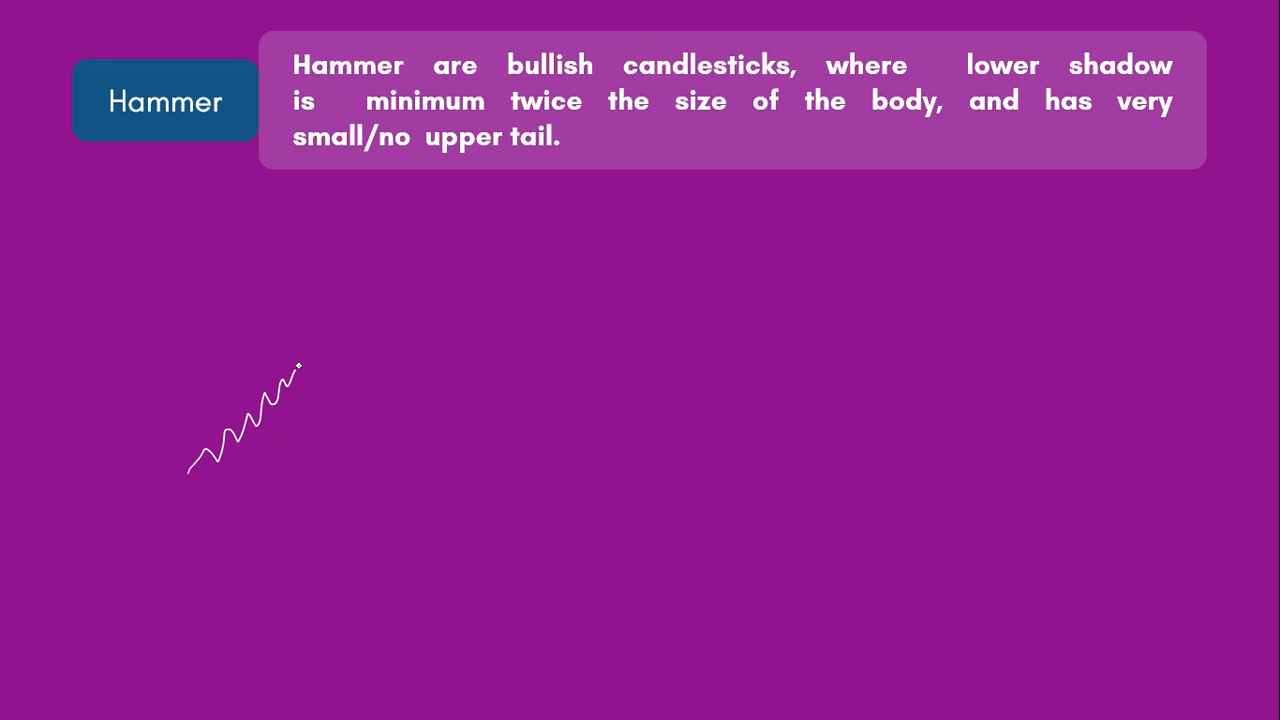 Hammer
Hammer are bullish candlesticks, where lower shadow
is minimum twice the size of the body, and has very
small/no upper tail.